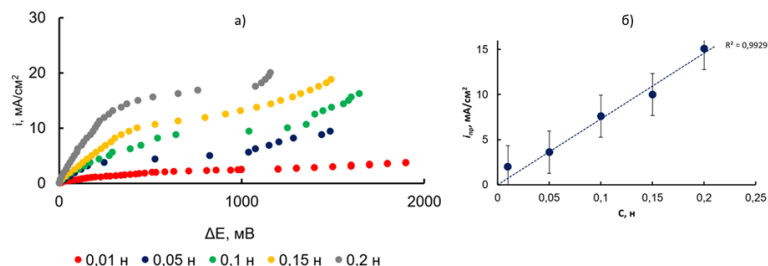 а)
30
20
10
0
i, мА/см²
0
1000
2000
ΔE, мВ
0,01 н
0,05 н
0,1 н
0,15 н
0,2 н
б)
15
10
5
0
iпр, мА/см²
R² = 0,9929
0
0,05
0,1
0,15
0,2
С, н